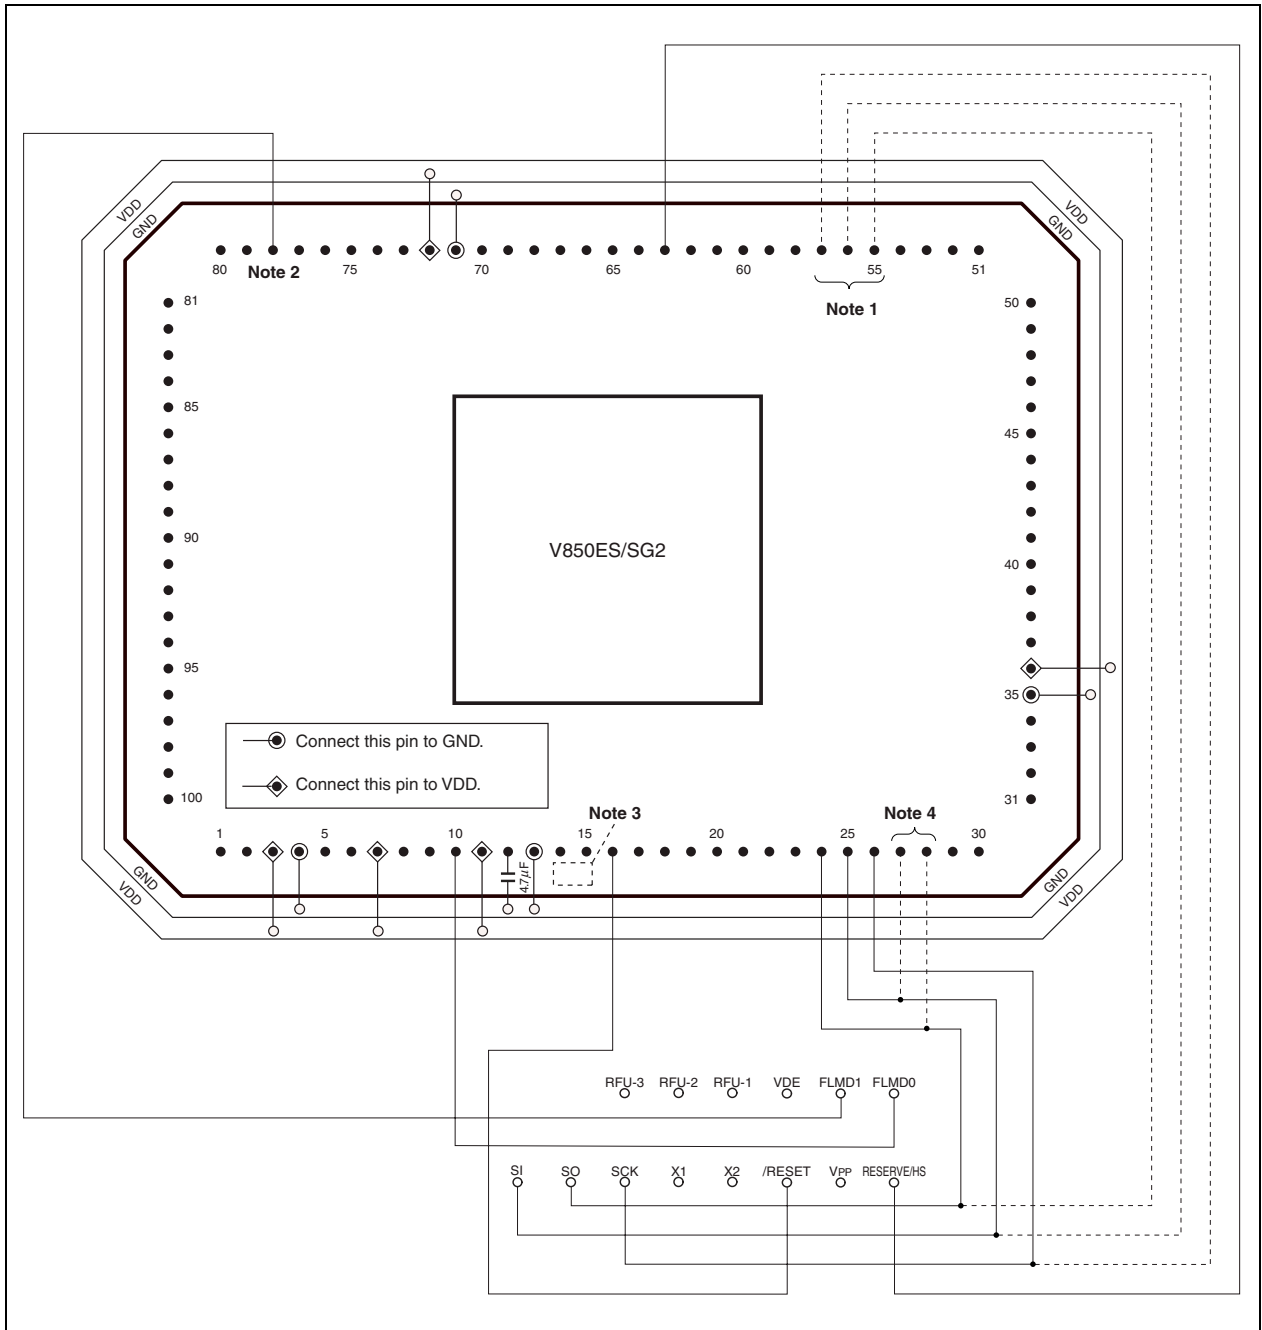 VDD
GND
VDD
GND
80 75 70 65 60 55 51
Note 2
Note 1
81
85
90
95
100
50
45
40
35
31
V850ES/SG2
Connect this pin to GND.
Connect this pin to VDD.
Note 3
Note 4
1 5 10 15 20 25 30
4.7μF
GND
VDD
GND
VDD
RFU-3 RFU-2 RFU-1 VDE FLMD1 FLMD0
SI SO SCK X1 X2 /RESET VPP RESERVE/HS